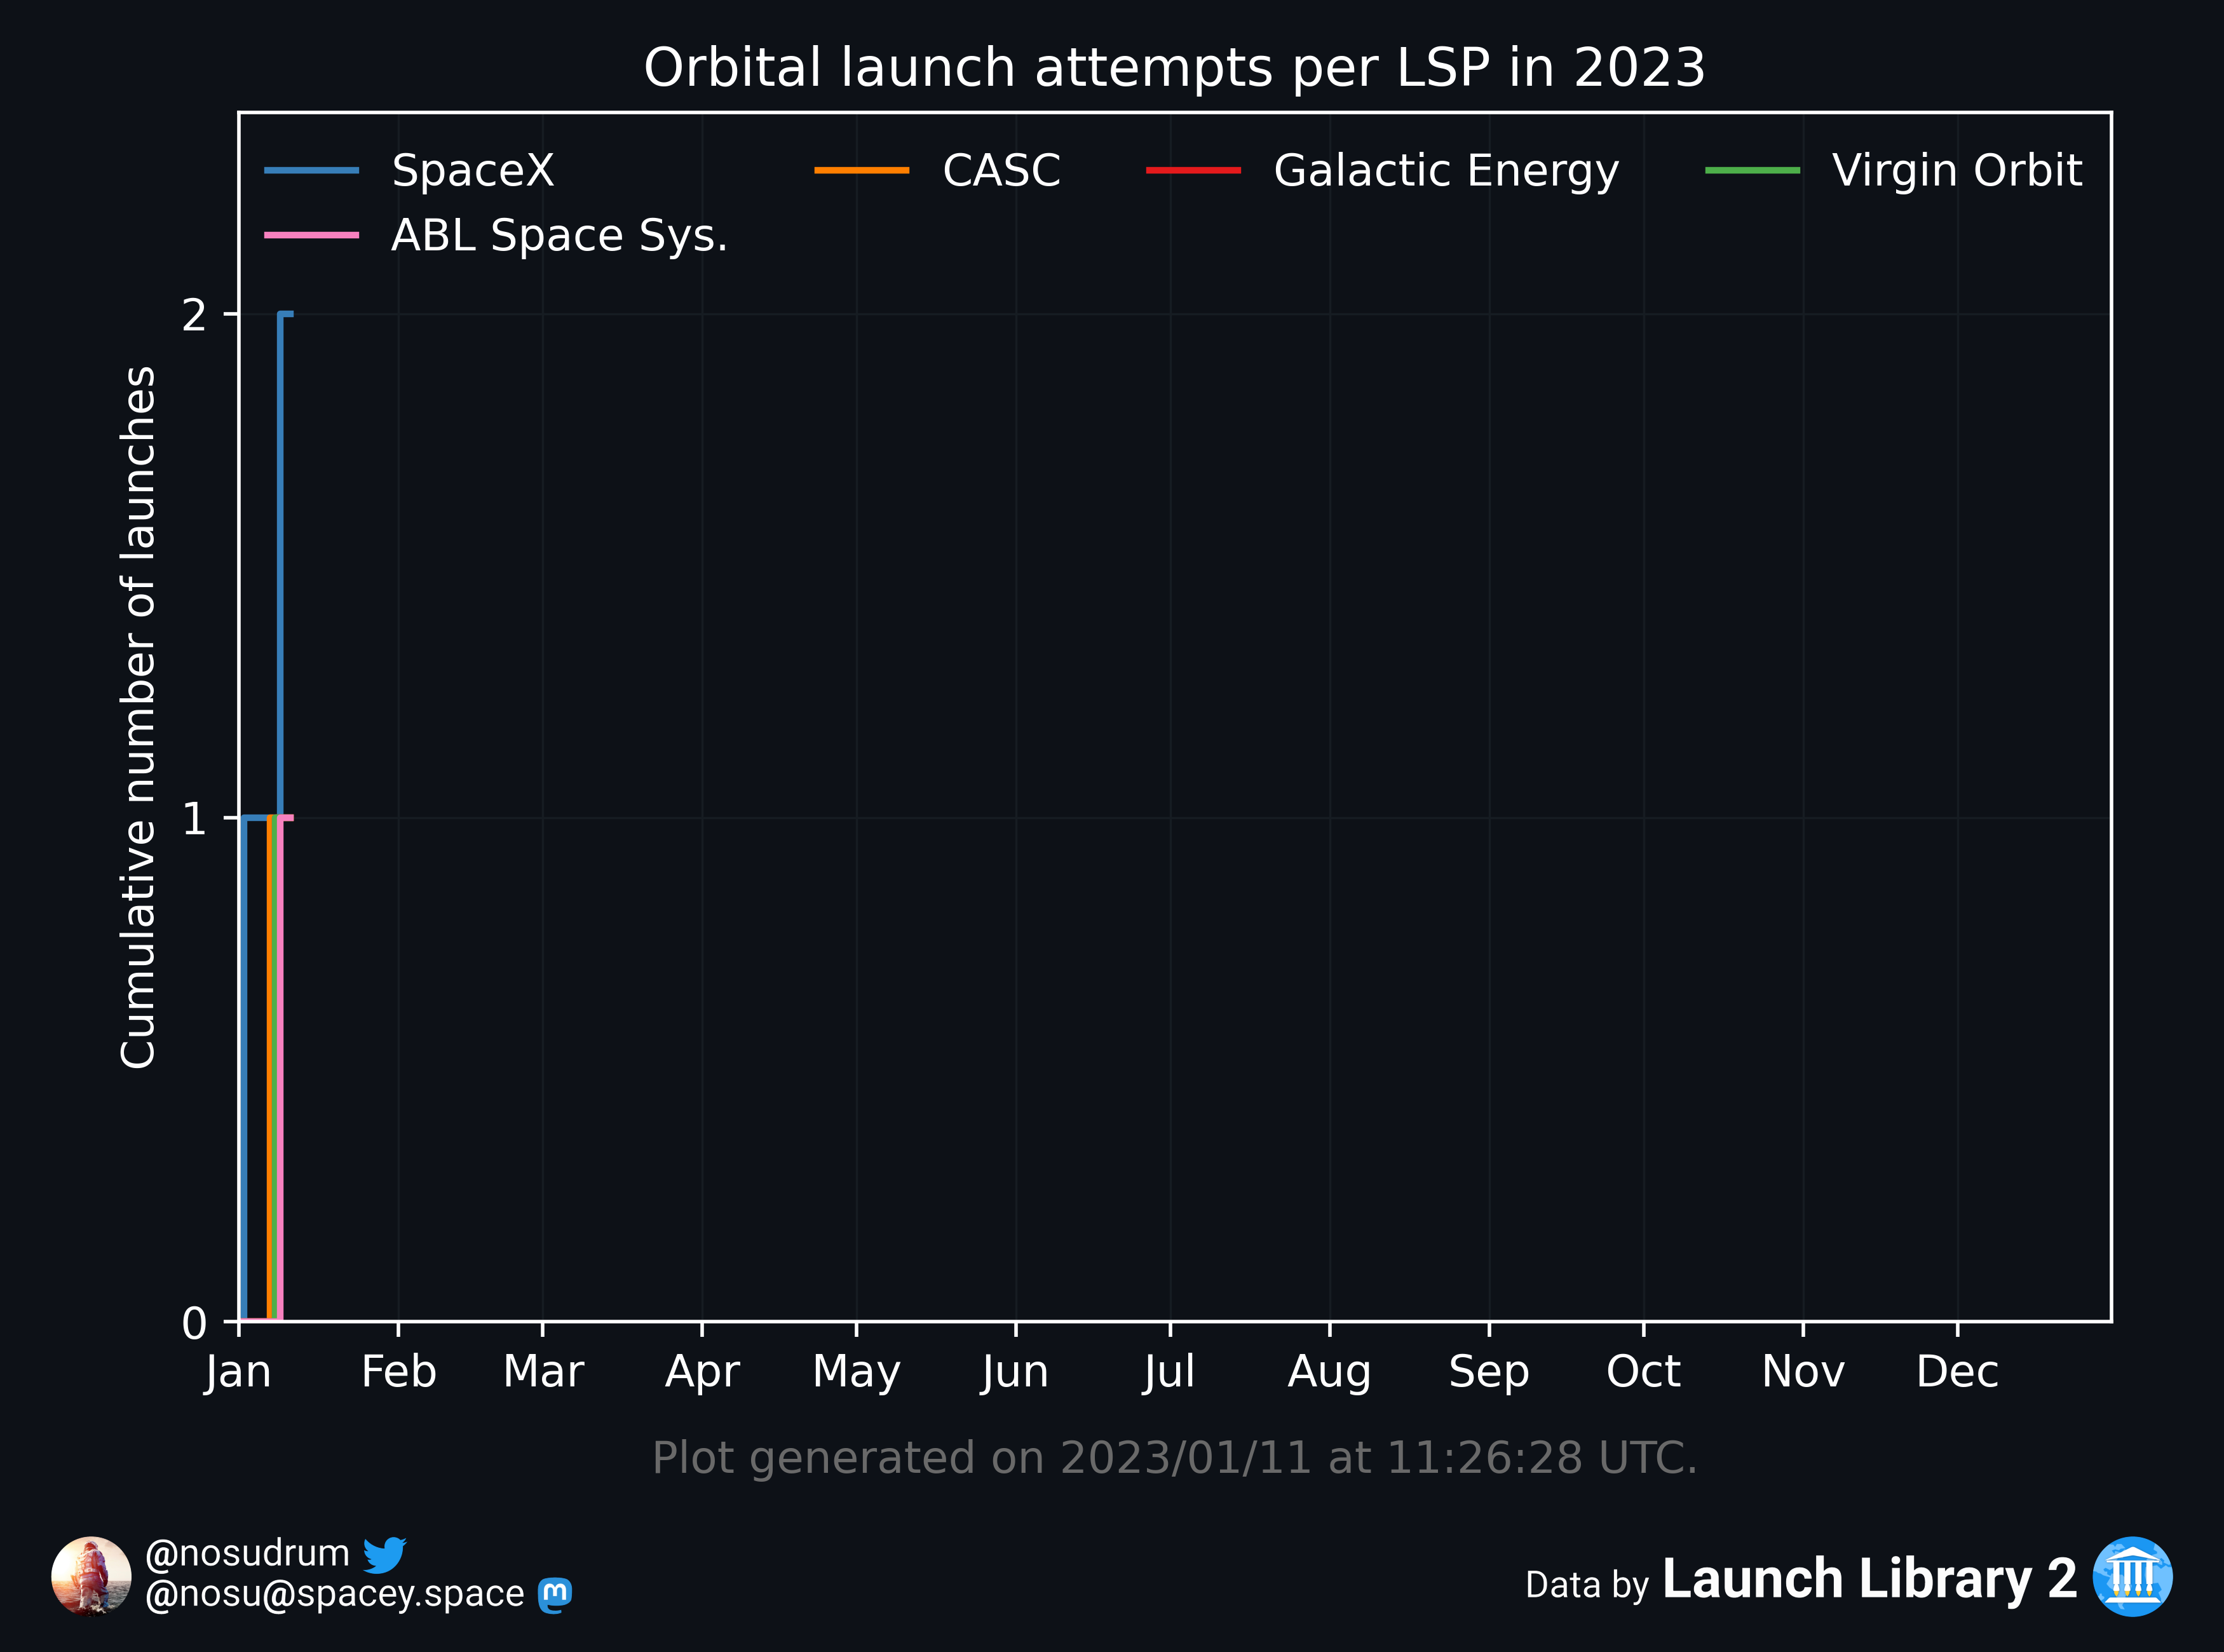 Orbital launch attempts per LSP in 2023
SpaceX CASC Galactic Energy Virgin Orbit
ABL Space Sys.
2
1
0
Cumulative number of launches
Jan Feb Mar Apr May Jun Jul Aug Sep Oct Nov Dec
Plot generated on 2023/01/11 at 11:26:28 UTC.
@nosudrum
@nosu@spacey.space
Data by Launch Library 2